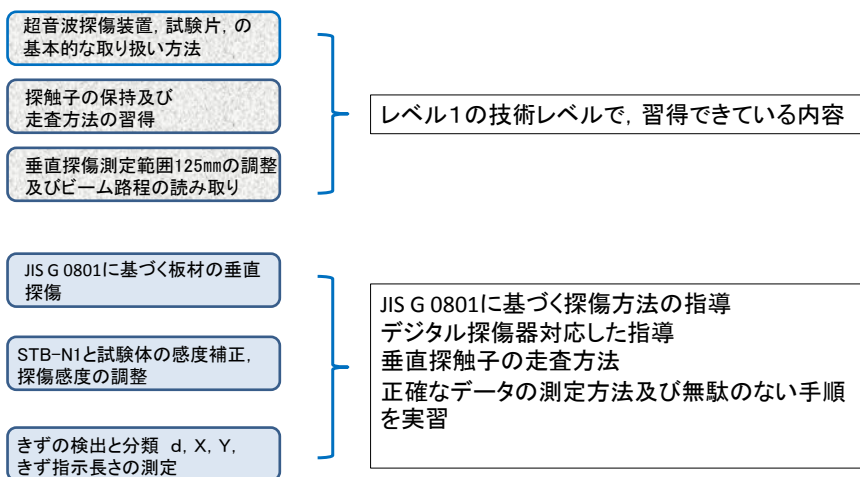 超音波探傷装置，試験片，の
基本的な取り扱い方法
探触子の保持及び
走査方法の習得
垂直探傷測定範囲125㎜の調整
及びビーム路程の読み取り
レベル１の技術レベルで，習得できている内容
JIS G 0801に基づく板材の垂直
探傷
STB-N1と試験体の感度補正，
探傷感度の調整
きずの検出と分類　d，X，Y，
きず指示長さの測定
JIS G 0801に基づく探傷方法の指導
デジタル探傷器対応した指導
垂直探触子の走査方法
正確なデータの測定方法及び無駄のない手順
を実習